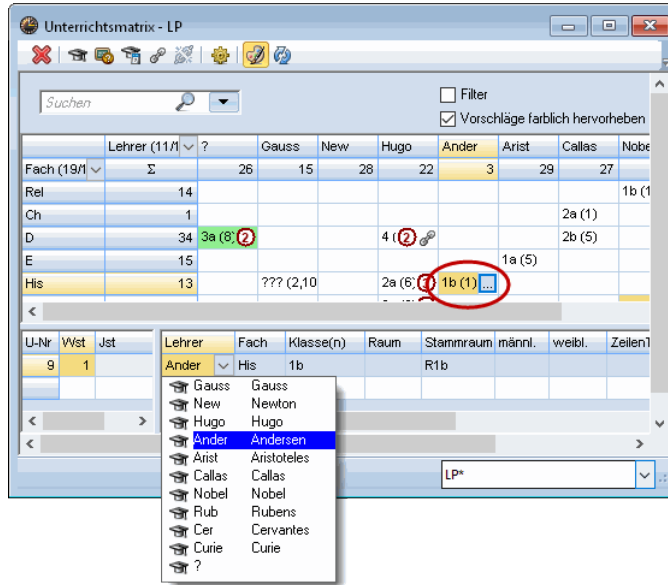 Unterrichtsmatrix - LP
Suchen
Filter
Vorschläge farblich hervorheben
Lehrer (11/1 ? Gauss New Hugo Ander Arist Callas Nobe
Fach (19/1 Σ 26 15 28 22 3 29 27
Rel 14 1b (1
Ch 1 2a (1)
D 34 3a (8) 2 4 ( 2 2b (5)
E 15 1a (5)
His 13 ??? (2,10 2a (6) 1b (1) ...
U-Nr Wst Jst Lehrer Fach Klasse(n) Raum Stammraum männl. weibl. ZeilenT
9 1 Ander His 1b R1b
Gauss Gauss
New Newton
Hugo Hugo
Ander Andersen
Arist Aristoteles
Callas Callas
Nobel Nobel
Rub Rubens
Cer Cervantes
Curie Curie
?
LP*